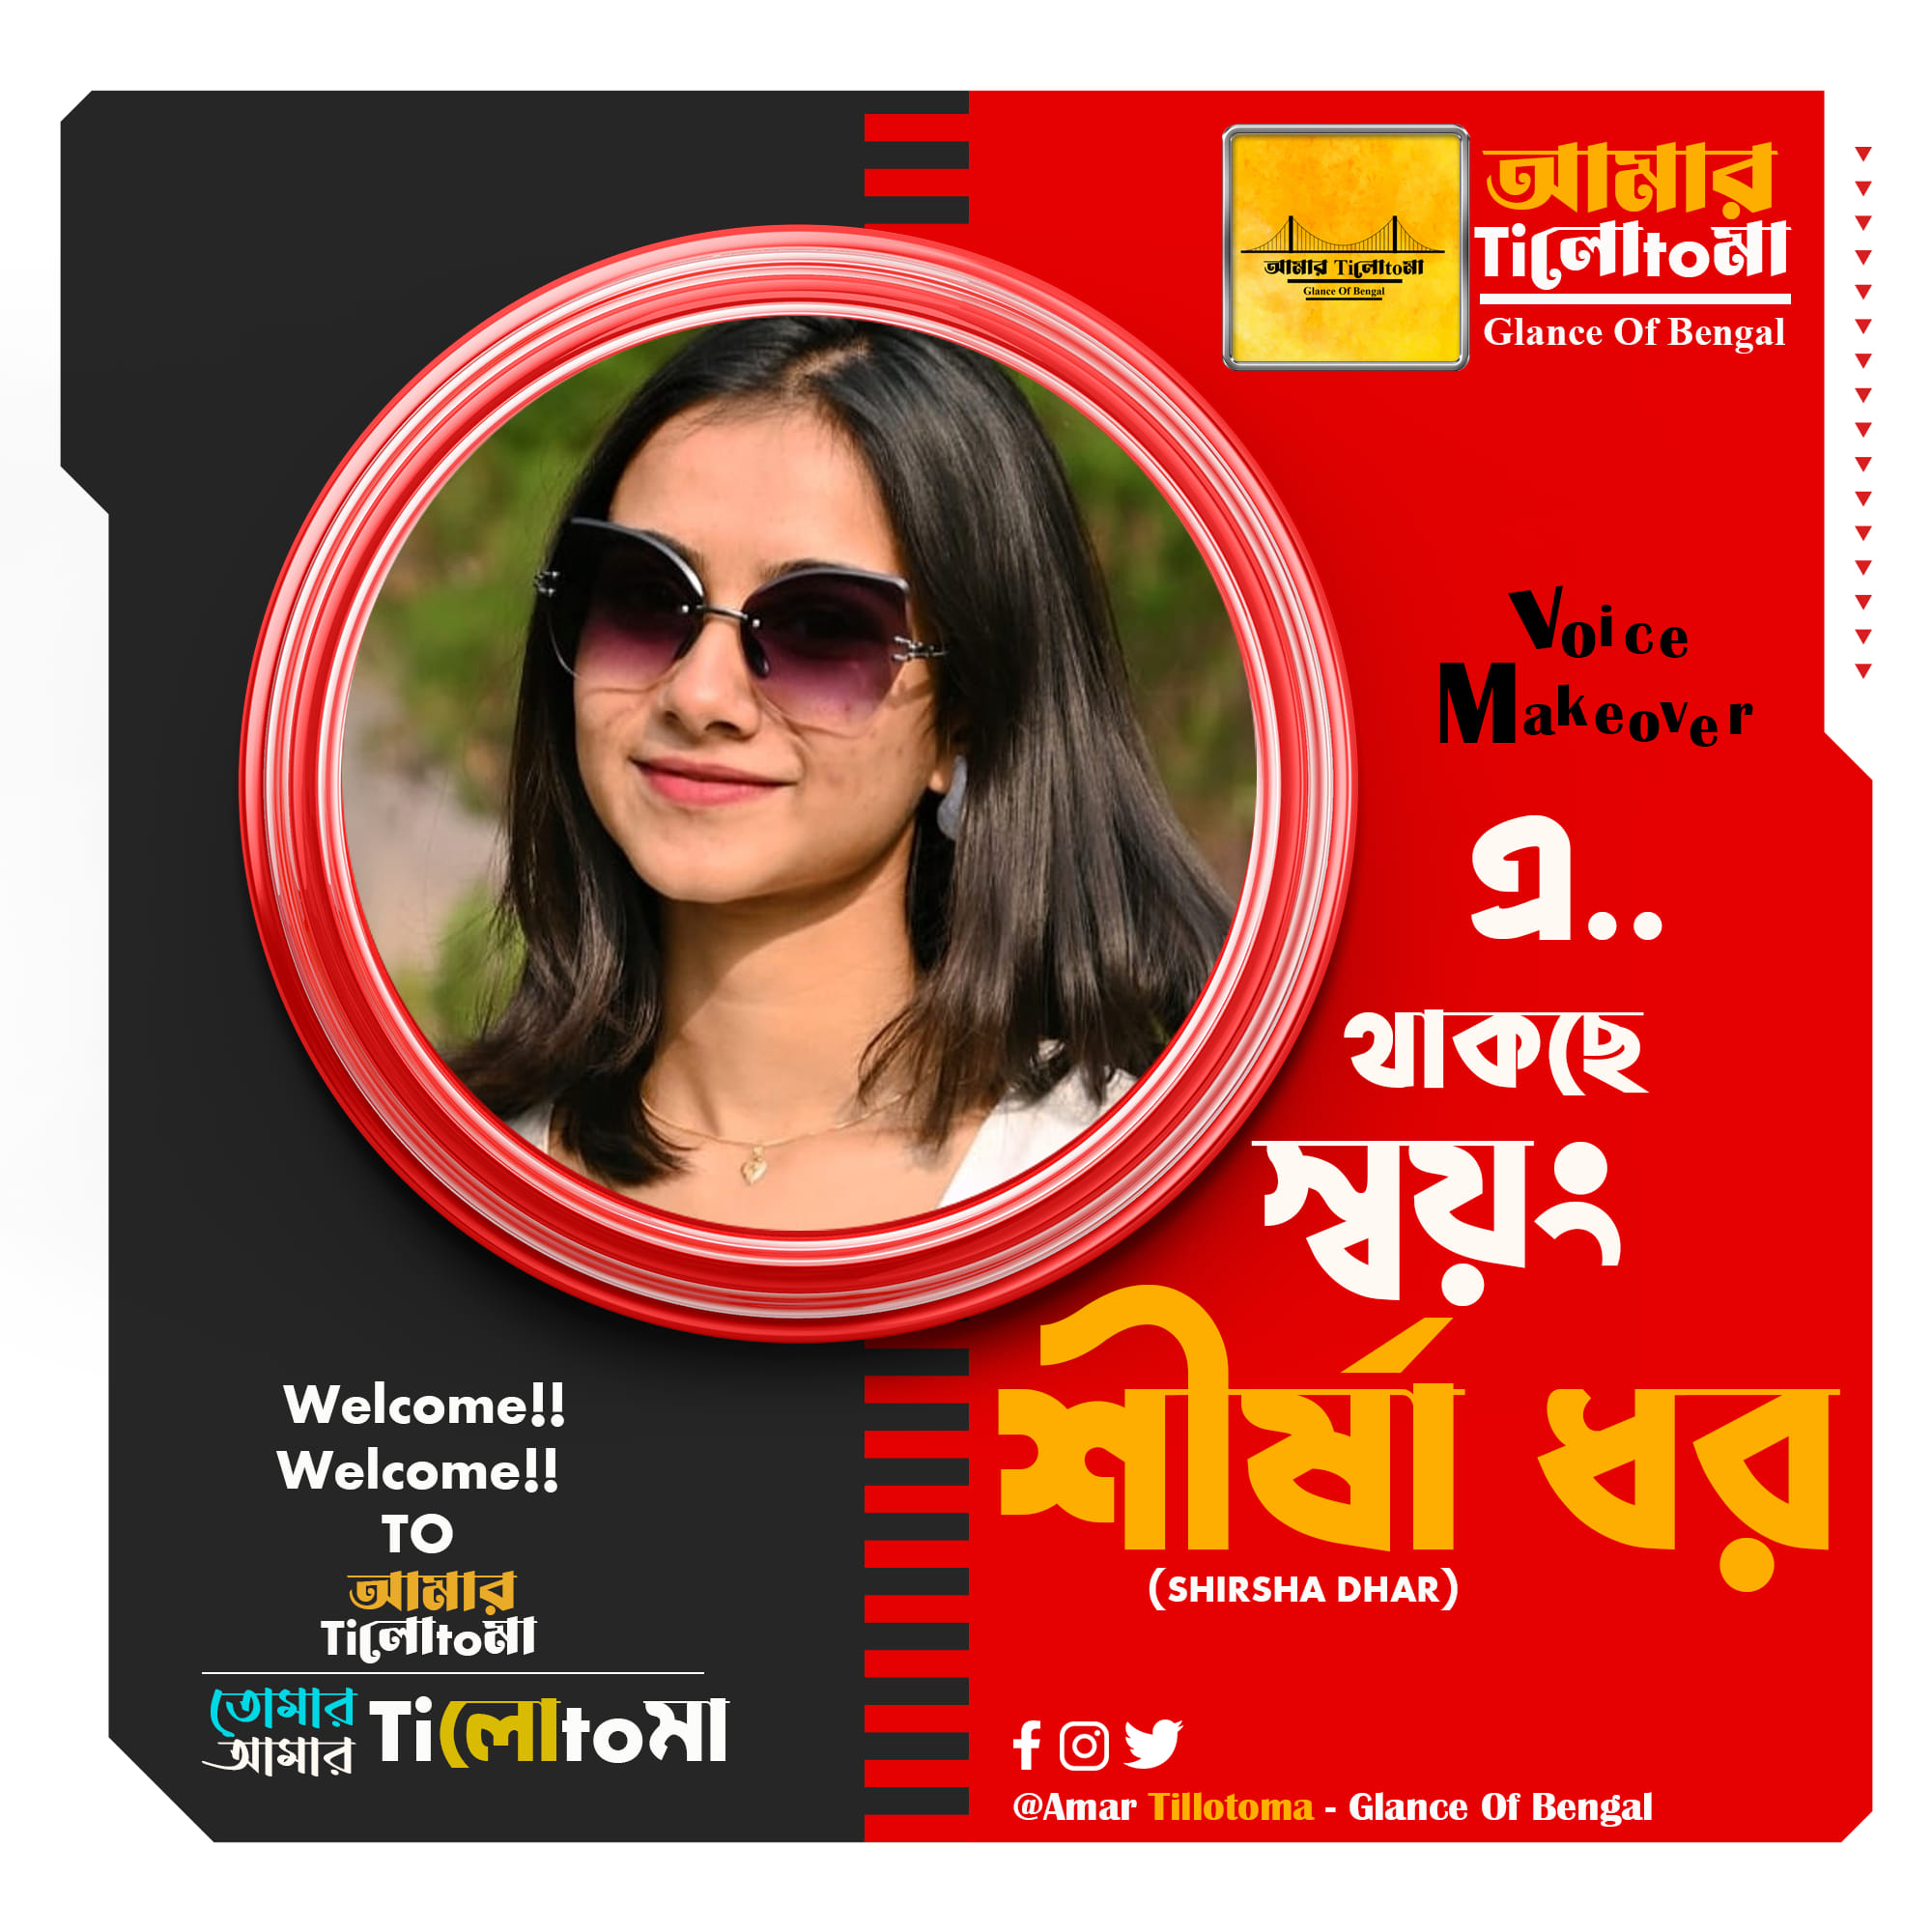 আমার
Tiলোtoমা
Glance Of Bengal
আমার Tiলোtoমা
Glance Of Bengal
Voice
Makeover
এ..
থাকছে
স্বয়ং
শীর্ষা ধর
(SHIRSHA DHAR)
Welcome!!
Welcome!!
TO
আমার
Tiলোtoমা
তোমার
আমার Tiলোtoমা
@Amar Tillotoma - Glance Of Bengal